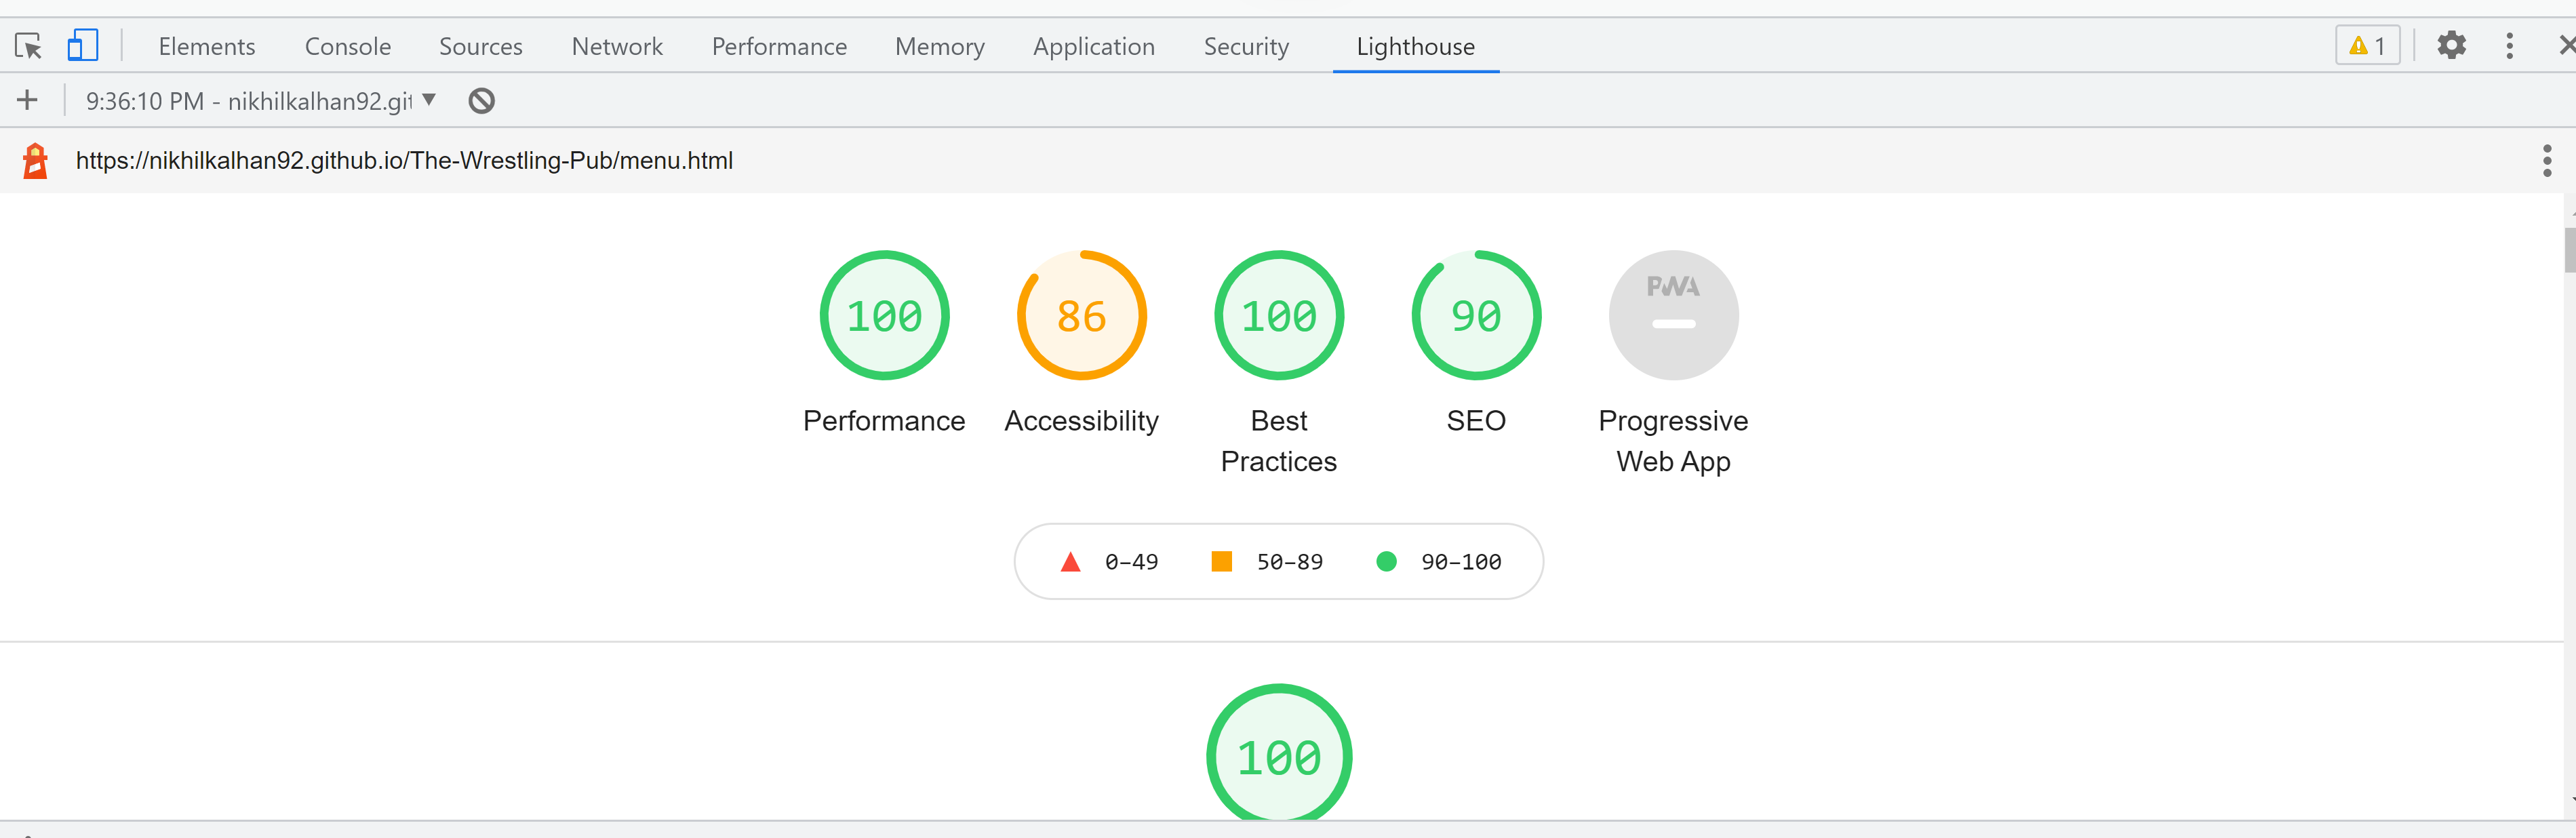 Elements Console Sources Network Performance Memory Application Security Lighthouse 1
9:36:10 PM - nikhilkalhan92.git
https://nikhilkalhan92.github.io/The-Wrestling-Pub/menu.html
100 86 100 90 PWA
Performance Accessibility Best Practices SEO Progressive Web App
0–49 50–89 90–100
100